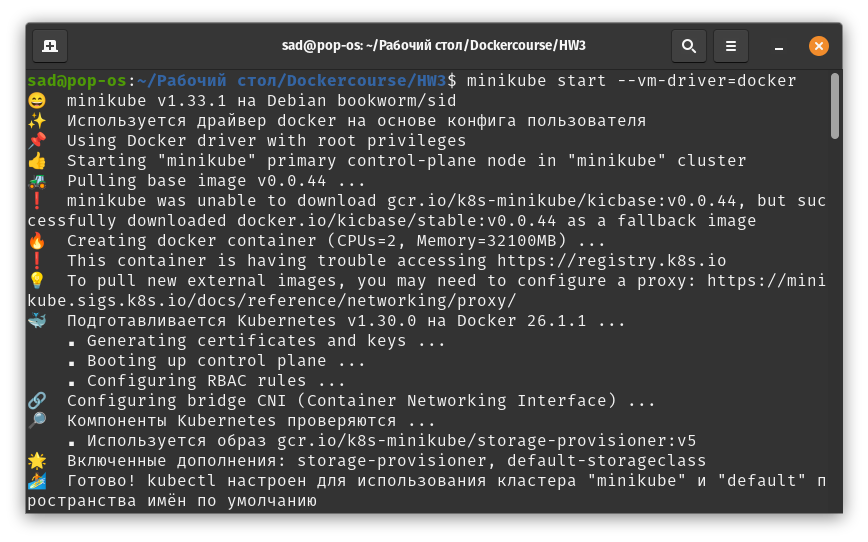 sad@pop-os: ~/Рабочий стол/Dockercourse/HW3
sad@pop-os:~/Рабочий стол/Dockercourse/HW3$ minikube start --vm-driver=docker
😄  minikube v1.33.1 на Debian bookworm/sid
✨  Используется драйвер docker на основе конфига пользователя
📌  Using Docker driver with root privileges
👍  Starting "minikube" primary control-plane node in "minikube" cluster
🚜  Pulling base image v0.0.44 ...
❗  minikube was unable to download gcr.io/k8s-minikube/kicbase:v0.0.44, but suc
cessfully downloaded docker.io/kicbase/stable:v0.0.44 as a fallback image
🔥  Creating docker container (CPUs=2, Memory=32100MB) ...
❗  This container is having trouble accessing https://registry.k8s.io
💡  To pull new external images, you may need to configure a proxy: https://mini
kube.sigs.k8s.io/docs/reference/networking/proxy/
🐳  Подготавливается Kubernetes v1.30.0 на Docker 26.1.1 ...
    ▪ Generating certificates and keys ...
    ▪ Booting up control plane ...
    ▪ Configuring RBAC rules ...
🔗  Configuring bridge CNI (Container Networking Interface) ...
🔎  Компоненты Kubernetes проверяются ...
    ▪ Используется образ gcr.io/k8s-minikube/storage-provisioner:v5
🌟  Включенные дополнения: storage-provisioner, default-storageclass
🏄  Готово! kubectl настроен для использования кластера "minikube" и "default" п
ространства имён по умолчанию